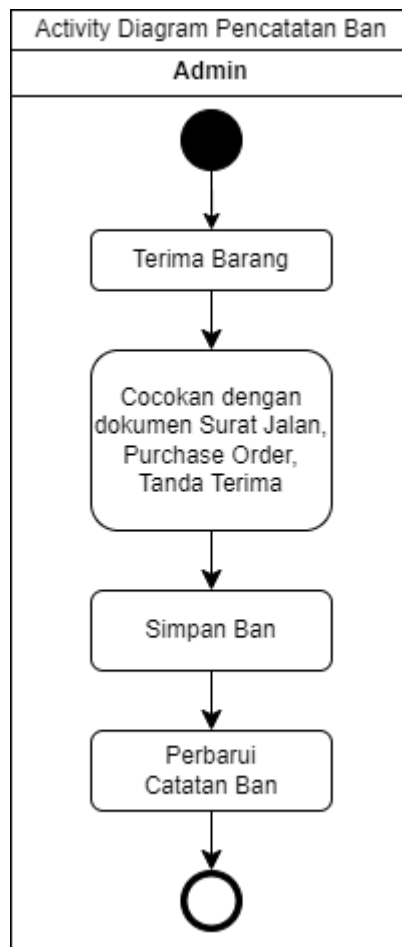 Activity Diagram Pencatatan Ban
Admin
Terima Barang
Cocokan dengan
dokumen Surat Jalan,
Purchase Order,
Tanda Terima
Simpan Ban
Perbarui
Catatan Ban